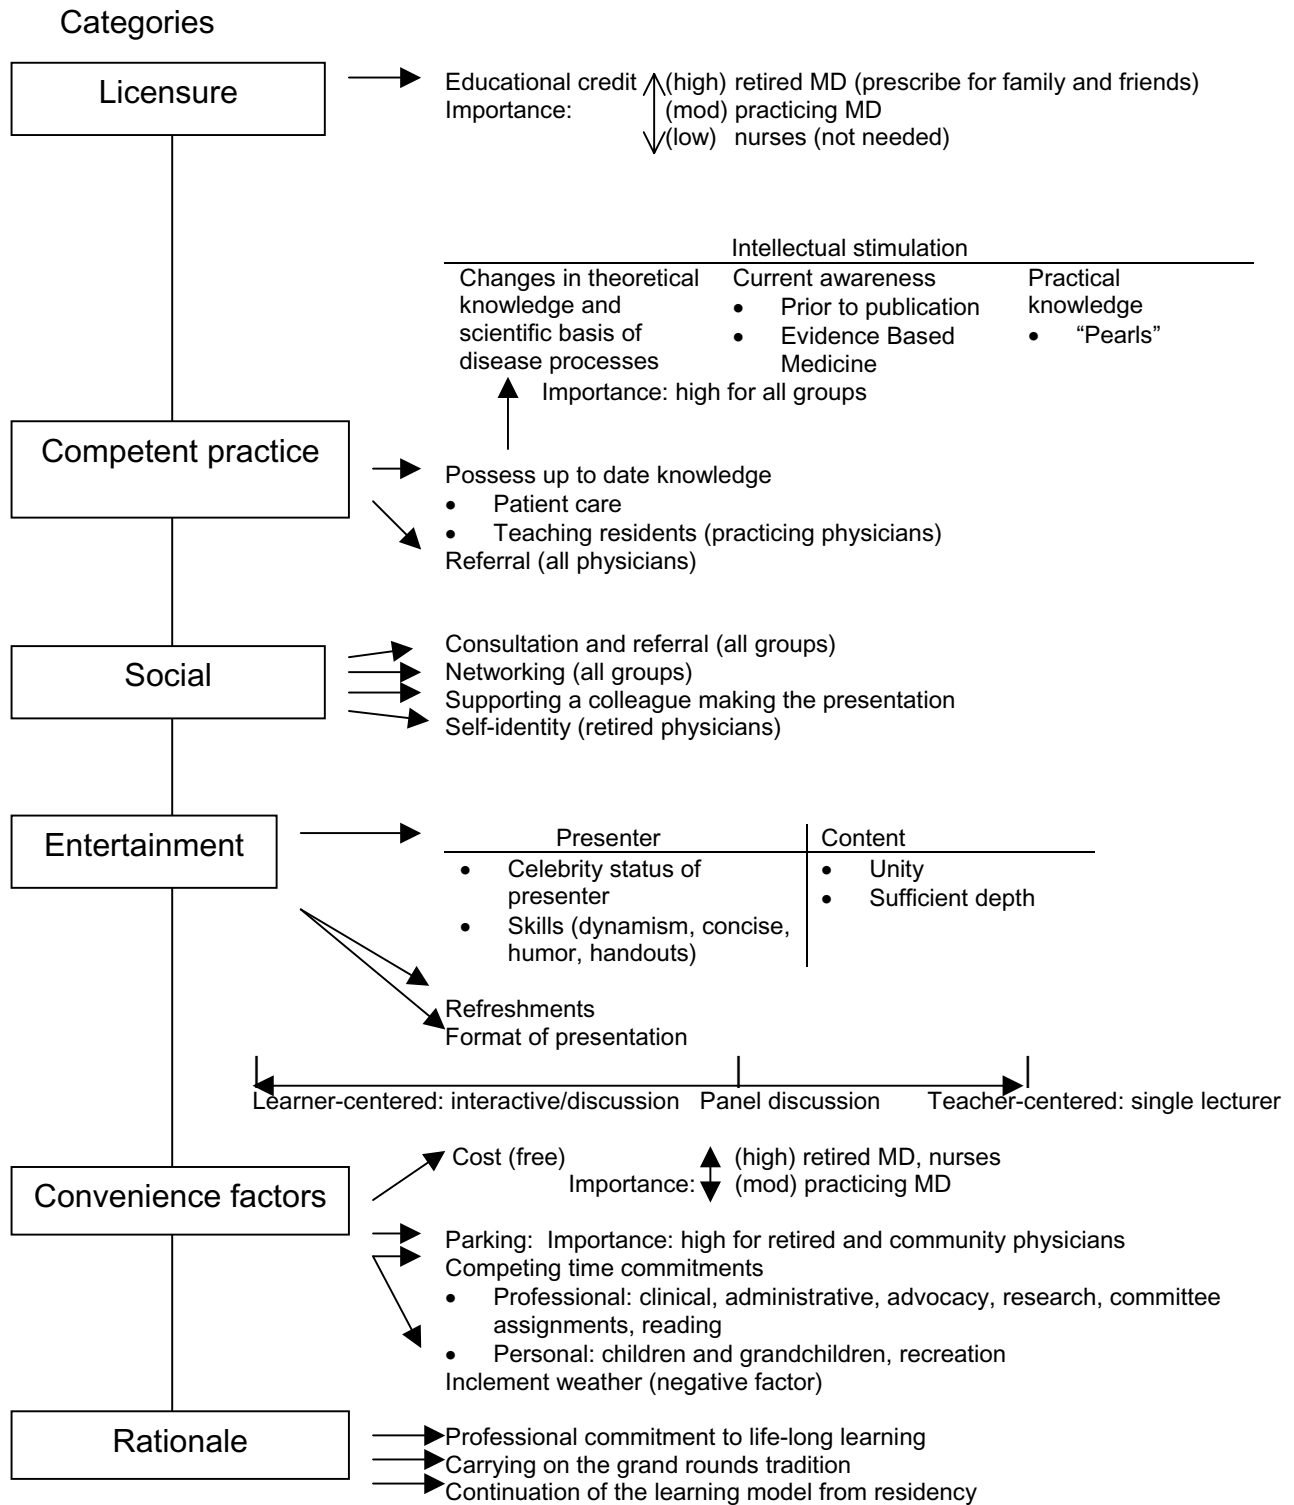 Categories
Licensure
Educational credit (high) retired MD (prescribe for family and friends)
Importance: (mod) practicing MD
(low) nurses (not needed)
Intellectual stimulation
Changes in theoretical
knowledge and
scientific basis of
disease processes
Current awareness
• Prior to publication
• Evidence Based
Medicine
Practical
knowledge
• “Pearls”
Importance: high for all groups
Competent practice
Possess up to date knowledge
• Patient care
• Teaching residents (practicing physicians)
Referral (all physicians)
Social
Consultation and referral (all groups)
Networking (all groups)
Supporting a colleague making the presentation
Self-identity (retired physicians)
Entertainment
Presenter
• Celebrity status of
presenter
• Skills (dynamism, concise,
humor, handouts)
Content
• Unity
• Sufficient depth
Refreshments
Format of presentation
Learner-centered: interactive/discussion Panel discussion Teacher-centered: single lecturer
Convenience factors
Cost (free) (high) retired MD, nurses
Importance: (mod) practicing MD
Parking: Importance: high for retired and community physicians
Competing time commitments
• Professional: clinical, administrative, advocacy, research, committee
assignments, reading
• Personal: children and grandchildren, recreation
Inclement weather (negative factor)
Rationale
Professional commitment to life-long learning
Carrying on the grand rounds tradition
Continuation of the learning model from residency